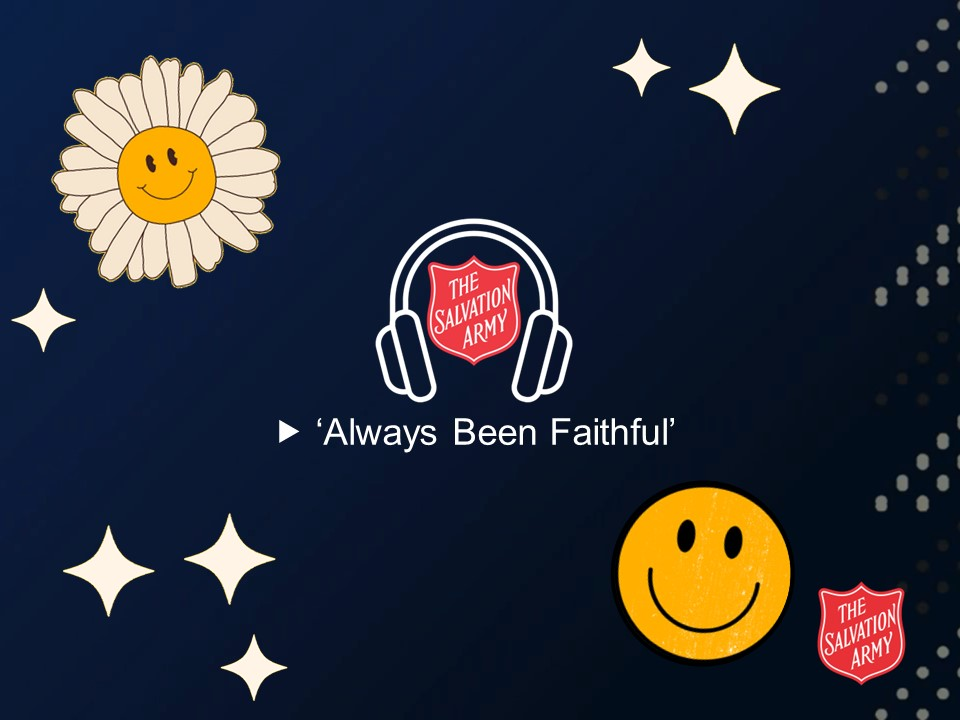 THE
SALVATION
ARMY
‘Always Been Faithful’
THE
SALVATION
ARMY